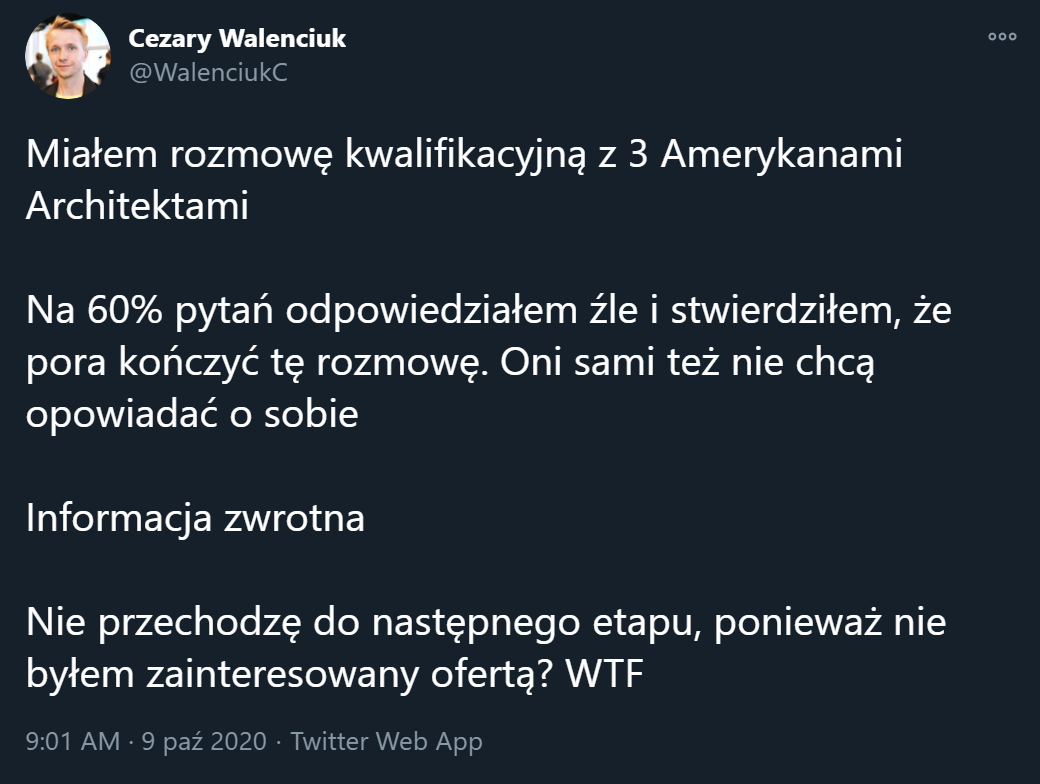 Cezary Walenciuk
@WalenciukC
Miałem rozmowę kwalifikacyjną z 3 Amerykanami
Architektami
Na 60% pytań odpowiedziałem źle i stwierdziłem, że
pora kończyć tę rozmowę. Oni sami też nie chcą
opowiadać o sobie
Informacja zwrotna
Nie przechodzę do następnego etapu, ponieważ nie
byłem zainteresowany ofertą? WTF
9:01 AM · 9 paź 2020 · Twitter Web App